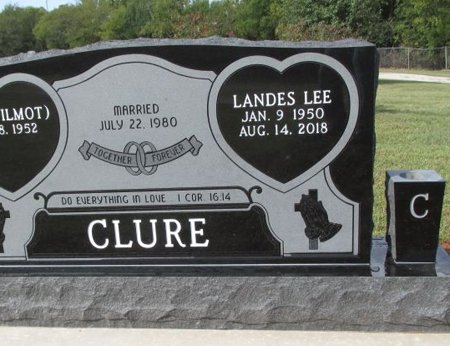 ILMOT)
8. 1952
MARRIED
JULY 22, 1980
TOGETHER FOREVER
LANDES LEE
JAN. 9 1950
AUG. 14 2018
DO EVERYTHING IN LOVE 1 COR. 16:14
CLURE
C